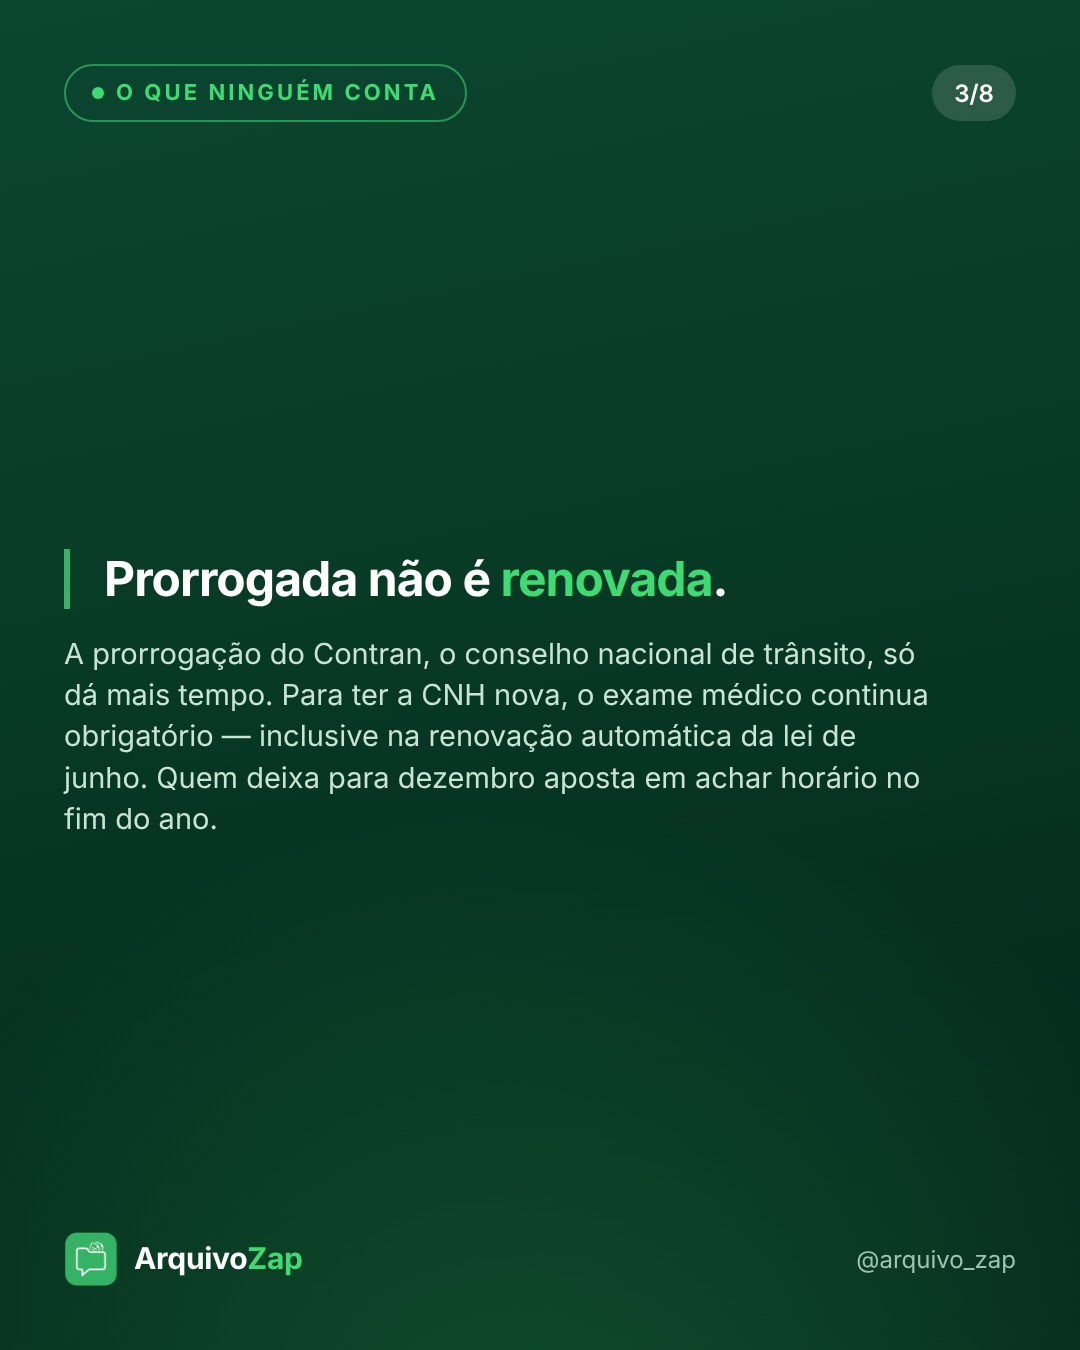 O QUE NINGUÉM CONTA
3/8
Prorrogada não é renovada.
A prorrogação do Contran, o conselho nacional de trânsito, só
dá mais tempo. Para ter a CNH nova, o exame médico continua
obrigatório — inclusive na renovação automática da lei de
junho. Quem deixa para dezembro aposta em achar horário no
fim do ano.
ArquivoZap
@arquivo_zap